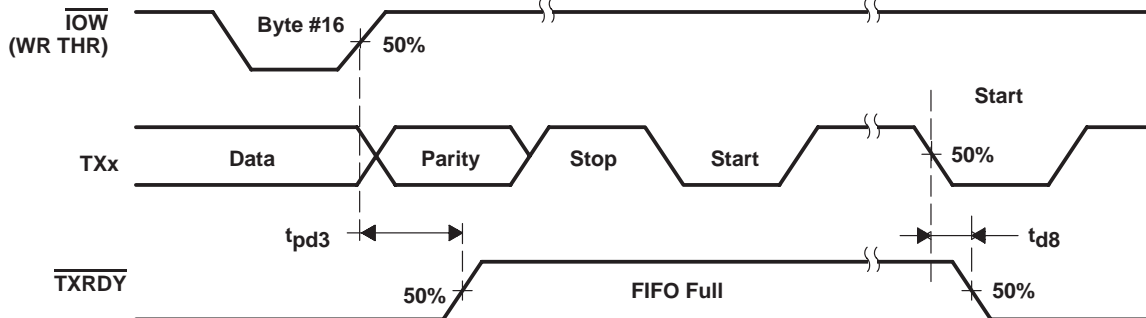 IOW
(WR THR)
Byte #16
50%
Start
TXx
Data
Parity
Stop
Start
50%
tpd3
td8
TXRDY
50%
FIFO Full
50%